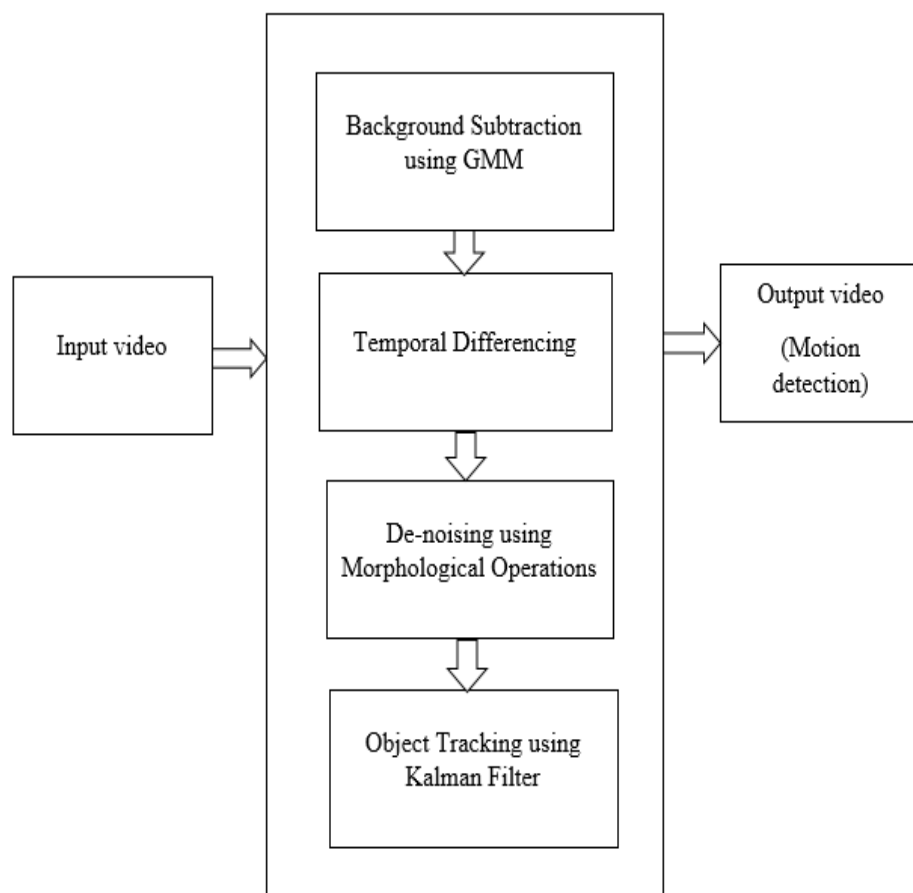 Input video
Background Subtraction
using GMM
Temporal Differencing
De-noising using
Morphological Operations
Object Tracking using
Kalman Filter
Output video
(Motion
detection)